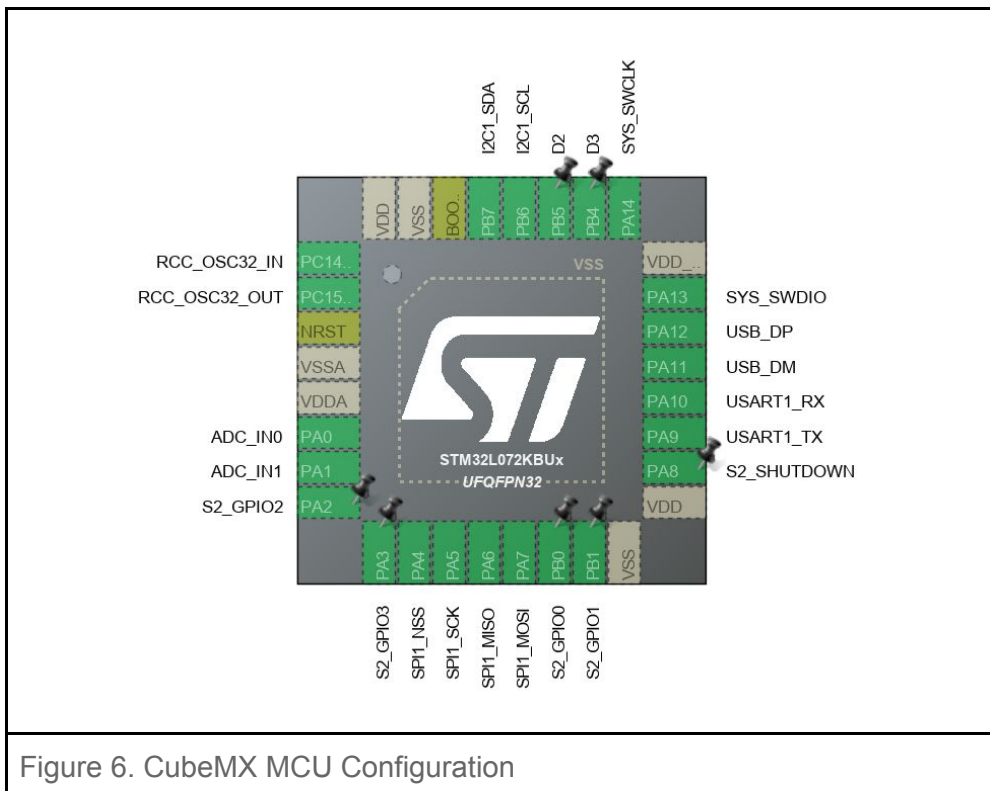 I2C1_SDA
I2C1_SCL
D2
D3
SYS_SWCLK
VDD
VSS
BOO..
PB7
PB6
PB5
PB4
PA14
RCC_OSC32_IN PC14..
RCC_OSC32_OUT PC15..
NRST
VSSA
VDDA
ADC_IN0 PA0
ADC_IN1 PA1
S2_GPIO2 PA2
VSS
ST
STM32L072KBUx
UFQFPN32
VDD_..
PA13 SYS_SWDIO
PA12 USB_DP
PA11 USB_DM
PA10 USART1_RX
PA9 USART1_TX
PA8 S2_SHUTDOWN
VDD
PA3
PA4
PA5
PA6
PA7
PB0
PB1
VSS
S2_GPIO3
SPI1_NSS
SPI1_SCK
SPI1_MISO
SPI1_MOSI
S2_GPIO0
S2_GPIO1
Figure 6. CubeMX MCU Configuration